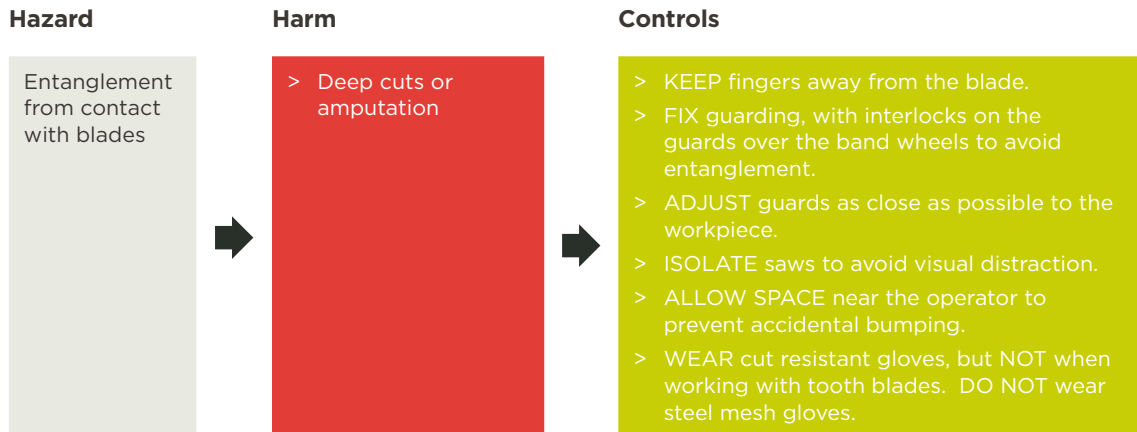 Hazard
Harm
Controls
Entanglement
from contact
with blades
> Deep cuts or
amputation
> KEEP fingers away from the blade.
> FIX guarding, with interlocks on the
guards over the band wheels to avoid
entanglement.
> ADJUST guards as close as possible to the
workpiece.
> ISOLATE saws to avoid visual distraction.
> ALLOW SPACE near the operator to
prevent accidental bumping.
> WEAR cut resistant gloves, but NOT when
working with tooth blades.  DO NOT wear
steel mesh gloves.